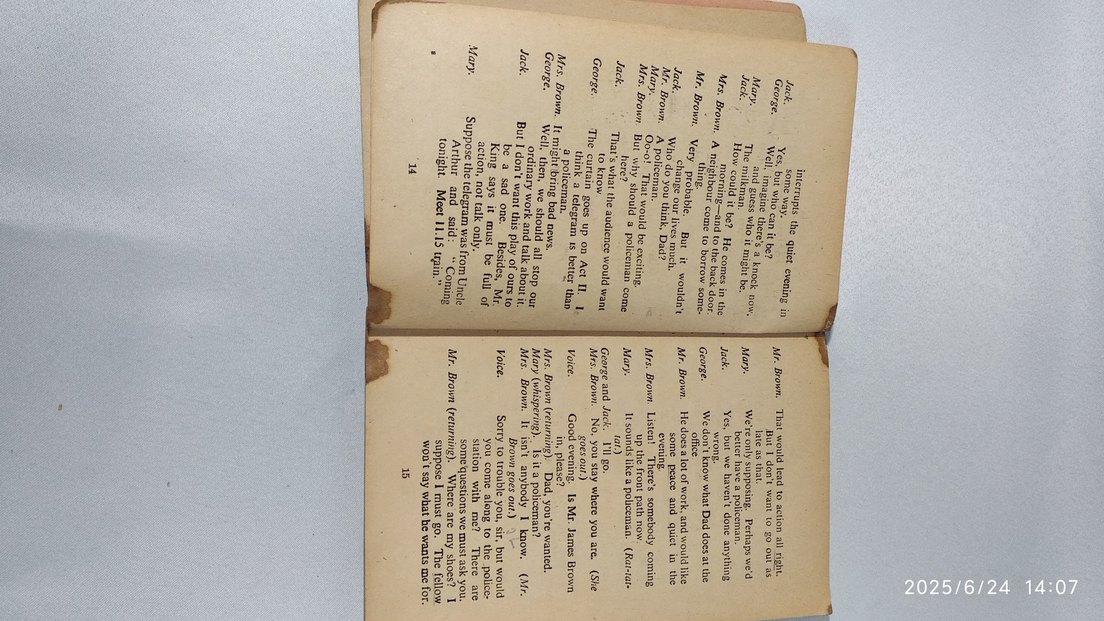 interrupts the quiet evening in
some way.
Jack. Yes, but who can it be?
George. Well, imagine there's a knock now,
and guess who it might be.
Mary. The milkman.
Jack. How could it be? He comes in the
morning—and to the back door.
Mrs. Brown. A neighbour come to borrow some-
thing.
Mr. Brown. Very probable. But it wouldn't
change our lives much.
Jack. Who do you think, Dad?
Mr. Brown. A policeman.
Mary. Oo-o! That would be exciting.
Mrs. Brown. But why should a policeman come
here?
Jack. That's what the audience would want
to know.
George. The curtain goes up on Act II. I
think a telegram is better than
a policeman.
Mrs. Brown. It might bring bad news.
George. Well, then, we should all stop our
ordinary work and talk about it.
Jack. But I don't want this play of ours to
be a sad one. Besides, Mr.
King says it must be full of
action, not talk only.
Mary. Suppose the telegram was from Uncle
Arthur and said: “Coming
tonight. Meet 11.15 train.”
14
Mr. Brown. That would lead to action all right.
But I don't want to go out as
late as that.
Mary. We're only supposing. Perhaps we'd
better have a policeman.
Jack. Yes, but we haven't done anything
wrong.
George. We don't know what Dad does at the
office.
Mr. Brown. He does a lot of work, and would like
some peace and quiet in the
evening.
Mrs. Brown. Listen! There's somebody coming
up the front path now.
Mary. It sounds like a policeman. (Rat-tat-
tat!)
George and Jack. I'll go.
Mrs. Brown. No, you stay where you are. (She
goes out.)
Voice. Good evening. Is Mr. James Brown
in, please?
Mrs. Brown (returning). Dad, you're wanted.
Mary (whispering). Is it a policeman?
Mrs. Brown. It isn't anybody I know. (Mr.
Brown goes out.)
Voice. Sorry to trouble you, sir, but would
you come along to the police-
station with me? There are
some questions we must ask you.
Mr. Brown (returning). Where are my shoes? I
suppose I must go. The fellow
won't say what he wants me for.
15
2025/6/24 14:07